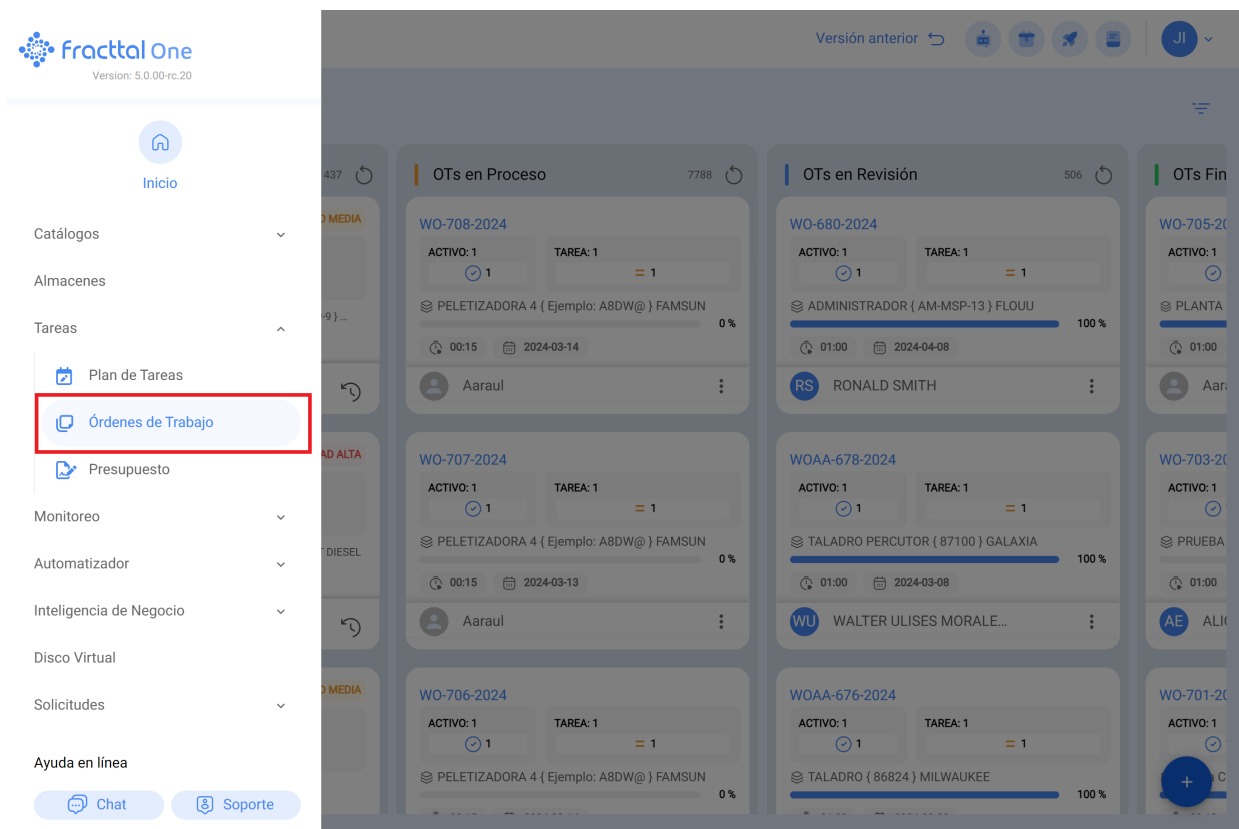 fracttal One
Version: 5.0.00-rc.20
Versión anterior
JI
Inicio
Catálogos
Almacenes
Tareas
Plan de Tareas
Órdenes de Trabajo
Presupuesto
Monitoreo
Automatizador
Inteligencia de Negocio
Disco Virtual
Solicitudes
Ayuda en línea
Chat
Soporte
437
D MEDIA
-9 } ...
AD ALTA
T DIESEL
D MEDIA
OTs en Proceso
7788
WO-708-2024
ACTIVO: 1
TAREA: 1
1
= 1
PELETIZADORA 4 { Ejemplo: A8DW@ } FAMSUN
0 %
00:15
2024-03-14
Aaraul
WO-707-2024
ACTIVO: 1
TAREA: 1
1
= 1
PELETIZADORA 4 { Ejemplo: A8DW@ } FAMSUN
0 %
00:15
2024-03-13
Aaraul
WO-706-2024
ACTIVO: 1
TAREA: 1
1
= 1
PELETIZADORA 4 { Ejemplo: A8DW@ } FAMSUN
0 %
OTs en Revisión
506
WO-680-2024
ACTIVO: 1
TAREA: 1
1
= 1
ADMINISTRADOR { AM-MSP-13 } FLOUU
100 %
01:00
2024-04-08
RS
RONALD SMITH
WOAA-678-2024
ACTIVO: 1
TAREA: 1
1
= 1
TALADRO PERCUTOR { 87100 } GALAXIA
100 %
01:00
2024-03-08
WU
WALTER ULISES MORALE...
WOAA-676-2024
ACTIVO: 1
TAREA: 1
1
= 1
TALADRO { 86824 } MILWAUKEE
100 %
OTs Fin
WO-705-20
ACTIVO: 1
PLANTA
01:00
Aar
WO-703-20
ACTIVO: 1
PRUEBA
01:00
AE
ALI
WO-701-20
ACTIVO: 1
+